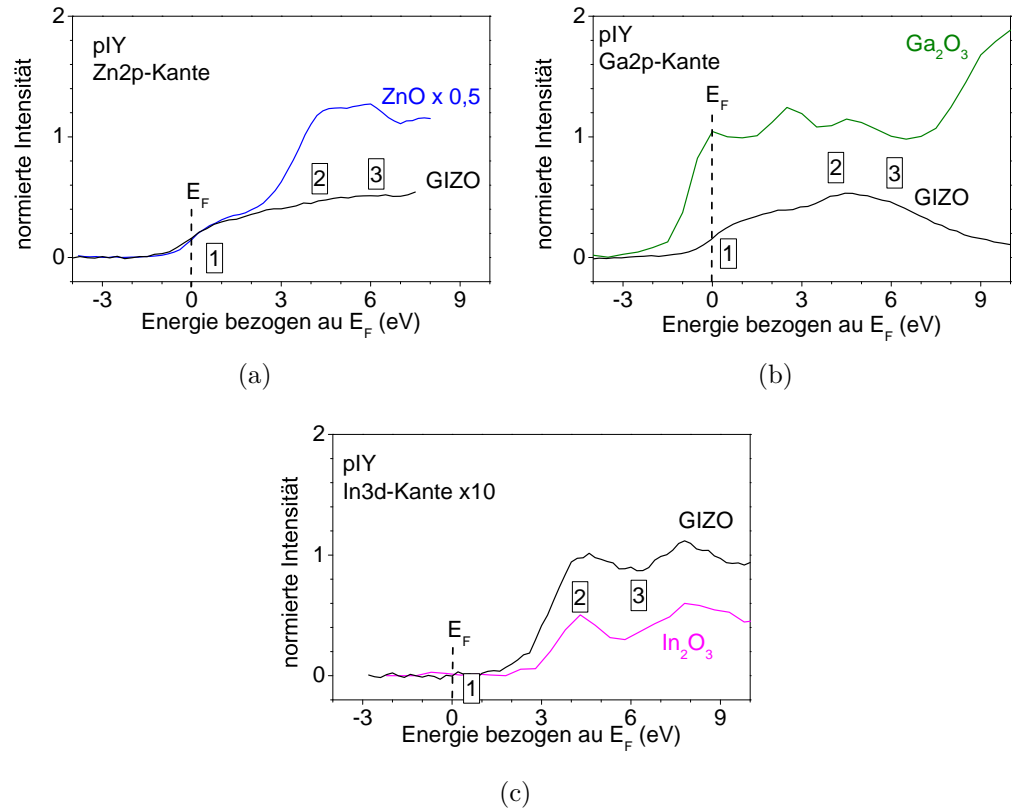 2
1
0
normierte Intensität
pIY
Zn2p-Kante
ZnO x 0,5
E_F
GIZO
1
2
3
-3 0 3 6 9
Energie bezogen au E_F (eV)
(a)
2
1
0
normierte Intensität
pIY
Ga2p-Kante
Ga₂O₃
E_F
GIZO
1
2
3
-3 0 3 6 9
Energie bezogen au E_F (eV)
(b)
2
1
0
normierte Intensität
pIY
In3d-Kante x10
GIZO
E_F
In₂O₃
1
2
3
-3 0 3 6 9
Energie bezogen au E_F (eV)
(c)